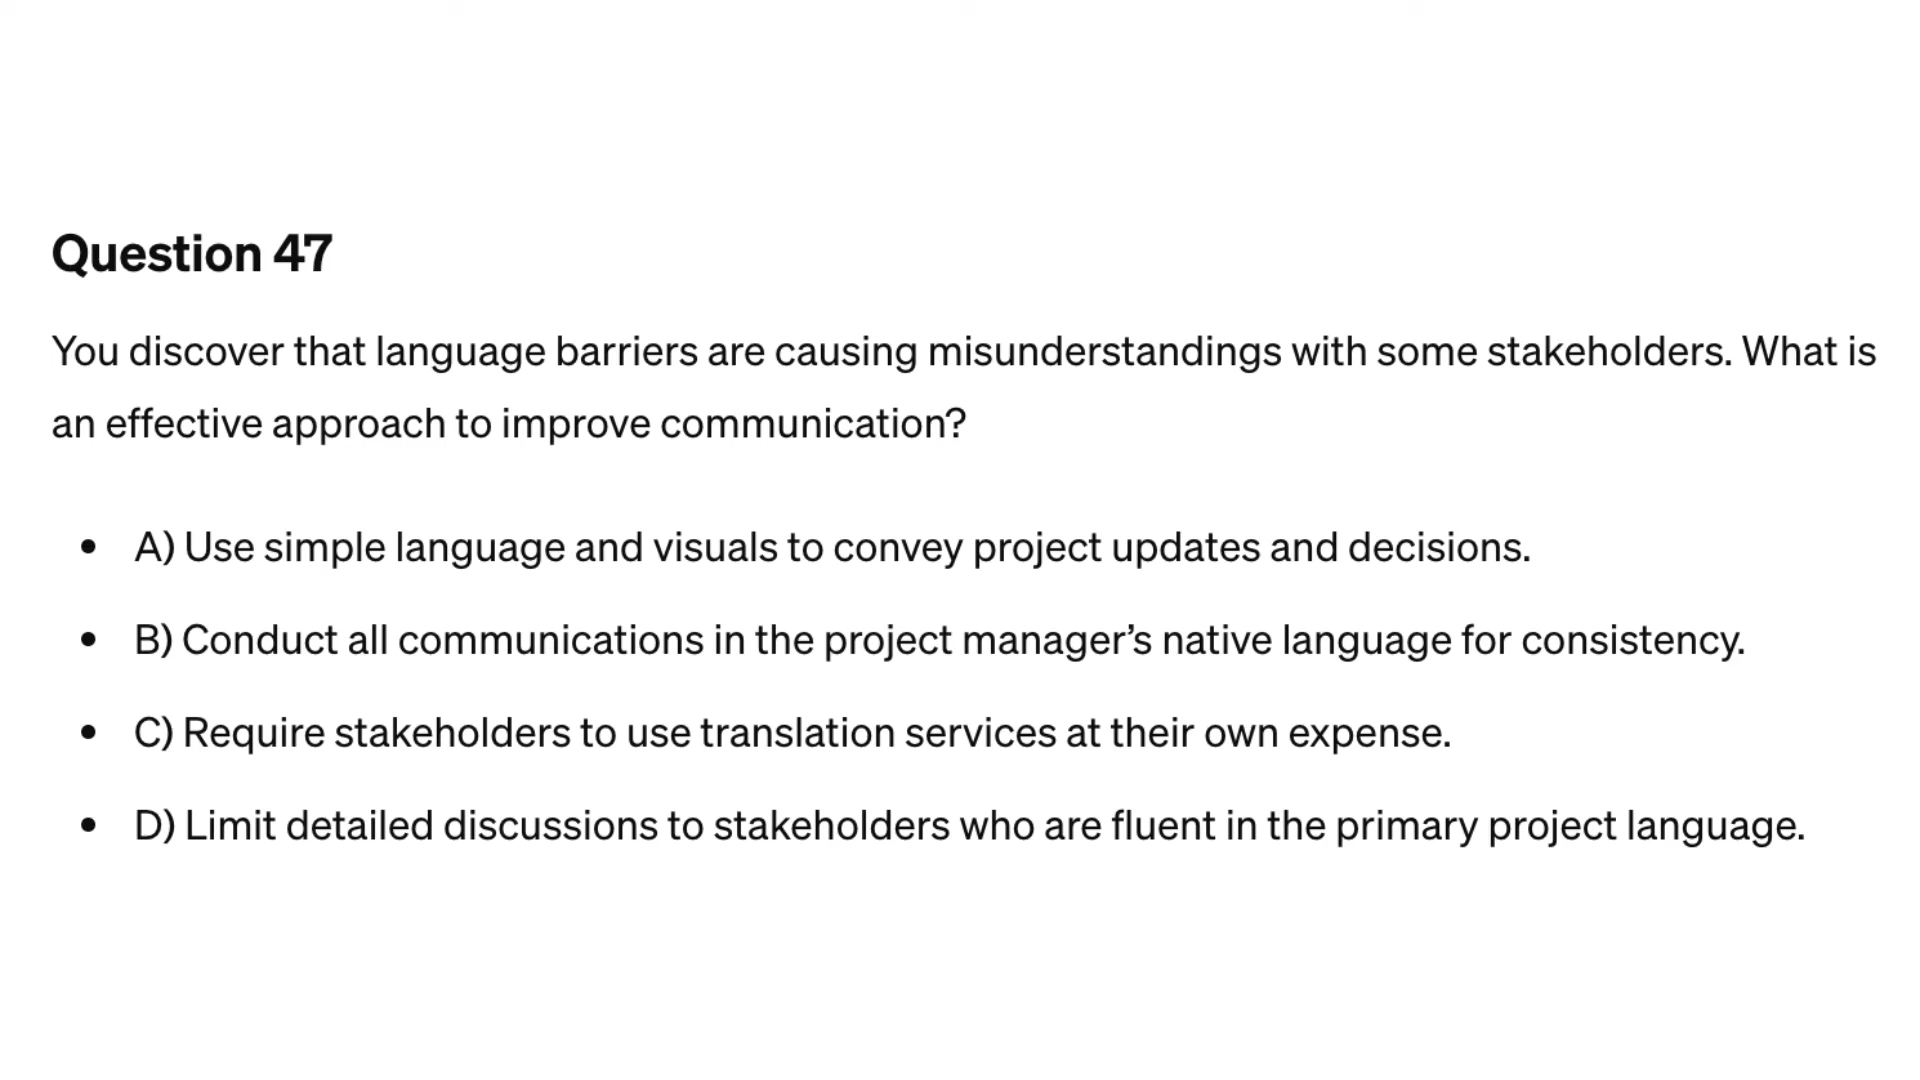 Question 47
You discover that language barriers are causing misunderstandings with some stakeholders. What is
an effective approach to improve communication?
• A) Use simple language and visuals to convey project updates and decisions.
• B) Conduct all communications in the project manager’s native language for consistency.
• C) Require stakeholders to use translation services at their own expense.
• D) Limit detailed discussions to stakeholders who are fluent in the primary project language.